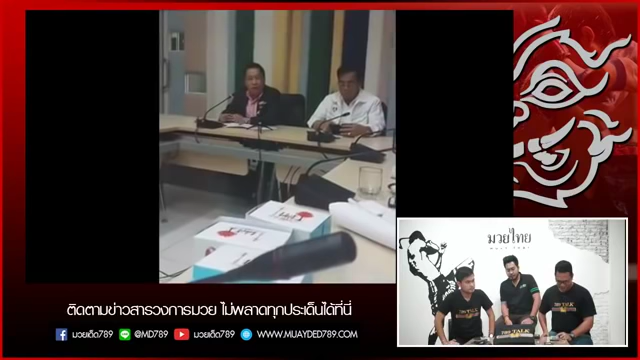 มวยไทย
THAI TALK
ติดตามข่าวสารวงการมวย ไม่พลาดทุกประเด็นได้ที่นี่
มวยเด็ด789 @MD789 มวยเด็ด789 WWW.MUAYDED789.COM